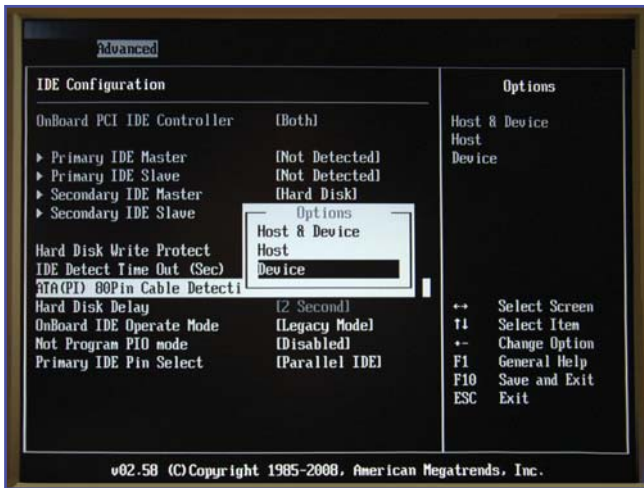 Advanced
IDE Configuration
OnBoard PCI IDE Controller [Both]
▶ Primary IDE Master [Not Detected]
▶ Primary IDE Slave [Not Detected]
▶ Secondary IDE Master [Hard Disk]
▶ Secondary IDE Slave
Hard Disk Write Protect
IDE Detect Time Out (Sec)
ATA(PI) 80Pin Cable Detecti
Hard Disk Delay [2 Second]
OnBoard IDE Operate Mode [Legacy Mode]
Not Program PIO mode [Disabled]
Primary IDE Pin Select [Parallel IDE]
Options
Host & Device
Host
Device
Options
Host & Device
Host
Device
↔ Select Screen
↑↓ Select Item
+- Change Option
F1 General Help
F10 Save and Exit
ESC Exit
v02.58 (C)Copyright 1985-2008, American Megatrends, Inc.